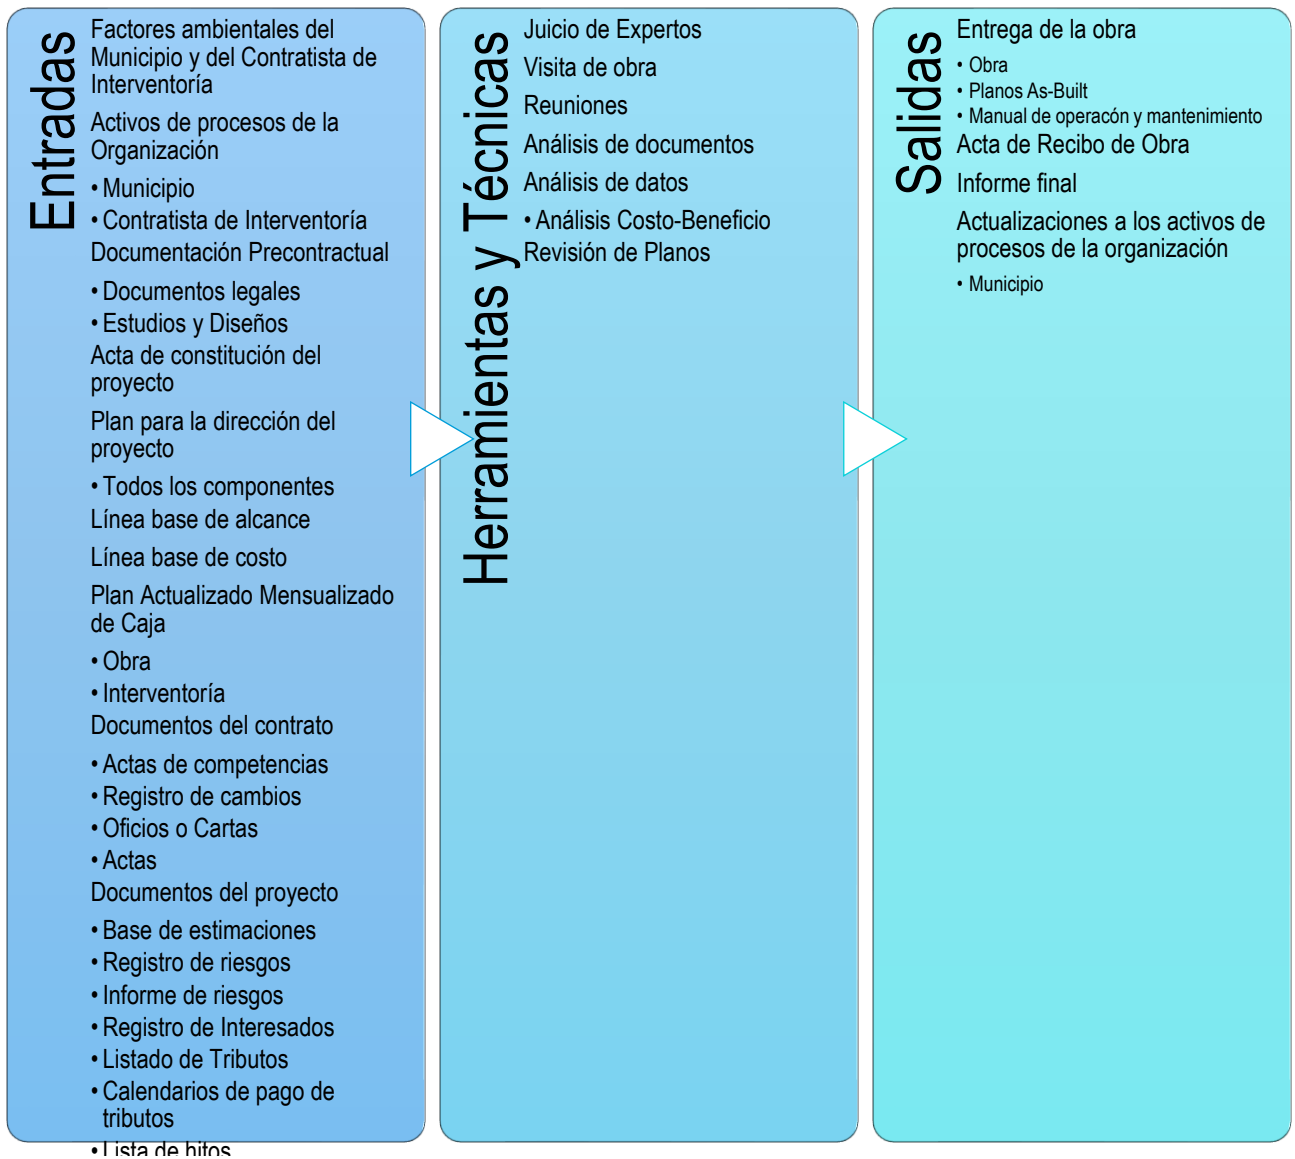 Entradas
Factores ambientales del
Municipio y del Contratista de
Interventoría
Activos de procesos de la
Organización
• Municipio
• Contratista de Interventoría
Documentación Precontractual
• Documentos legales
• Estudios y Diseños
Acta de constitución del
proyecto
Plan para la dirección del
proyecto
• Todos los componentes
Línea base de alcance
Línea base de costo
Plan Actualizado Mensualizado
de Caja
• Obra
• Interventoría
Documentos del contrato
• Actas de competencias
• Registro de cambios
• Oficios o Cartas
• Actas
Documentos del proyecto
• Base de estimaciones
• Registro de riesgos
• Informe de riesgos
• Registro de Interesados
• Listado de Tributos
• Calendarios de pago de
tributos
• Lista de hitos
Herramientas y Técnicas
Juicio de Expertos
Visita de obra
Reuniones
Análisis de documentos
Análisis de datos
• Análisis Costo-Beneficio
Revisión de Planos
Salidas
Entrega de la obra
• Obra
• Planos As-Built
• Manual de operacón y mantenimiento
Acta de Recibo de Obra
Informe final
Actualizaciones a los activos de
procesos de la organización
• Municipio